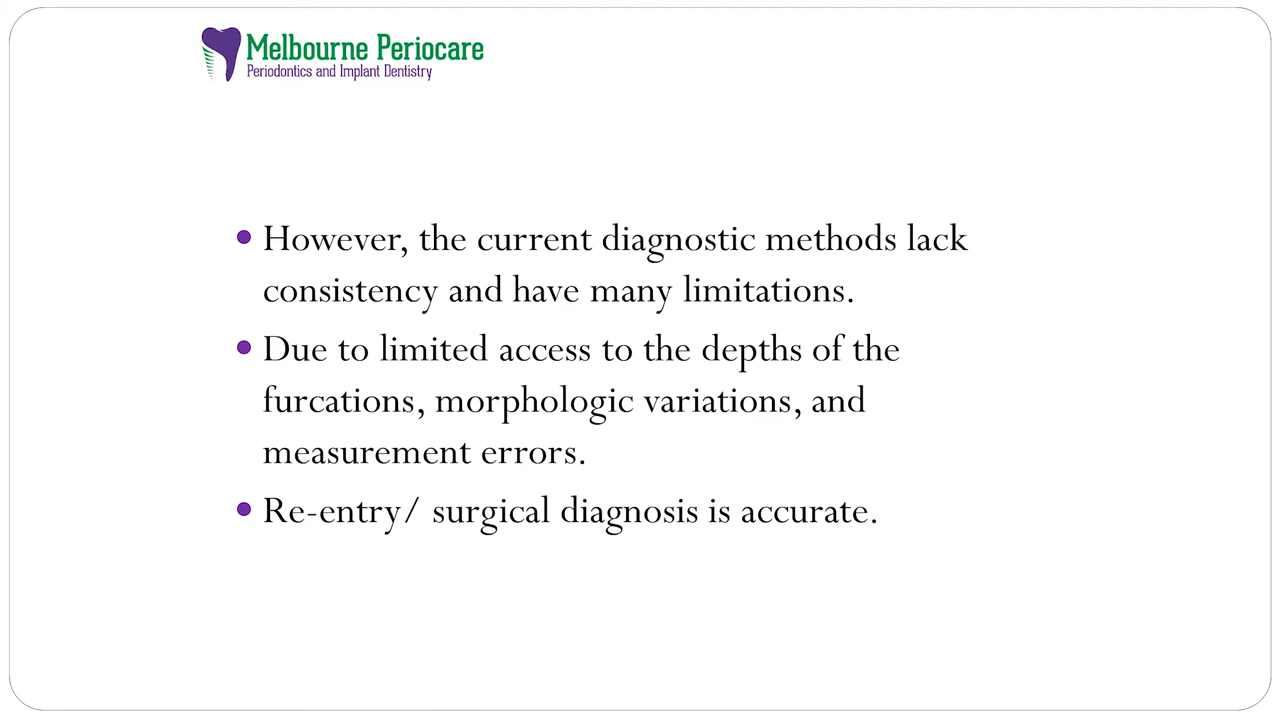 Melbourne Periocare
Periodontics and Implant Dentistry
• However, the current diagnostic methods lack
consistency and have many limitations.
• Due to limited access to the depths of the
furcations, morphologic variations, and
measurement errors.
• Re-entry/ surgical diagnosis is accurate.